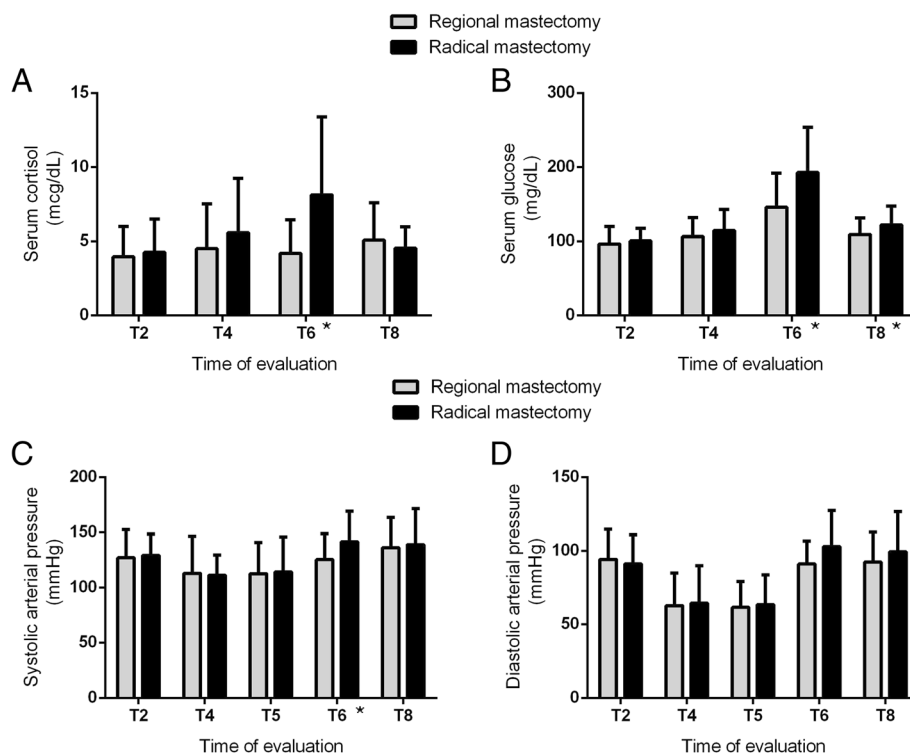 Regional mastectomy
Radical mastectomy
A
Serum cortisol
(mcg/dL)
15
10
5
0
T2 T4 T6 * T8
Time of evaluation
B
Serum glucose
(mg/dL)
300
200
100
0
T2 T4 T6 * T8 *
Time of evaluation
Regional mastectomy
Radical mastectomy
C
Systolic arterial pressure
(mmHg)
200
150
100
50
0
T2 T4 T5 T6 * T8
Time of evaluation
D
Diastolic arterial pressure
(mmHg)
150
100
50
0
T2 T4 T5 T6 T8
Time of evaluation